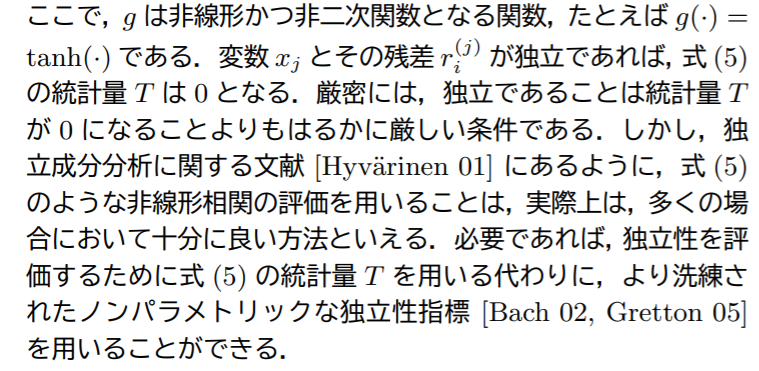 ここで，g は非線形かつ非二次関数となる関数，たとえば g(·) =
tanh(·) である．変数 x_j とその残差 r_i^{(j)} が独立であれば，式 (5)
の統計量 T は 0 となる．厳密には，独立であることは統計量 T
が 0 になることよりもはるかに厳しい条件である．しかし，独
立成分分析に関する文献 [Hyvärinen 01] にあるように，式 (5)
のような非線形相関の評価を用いることは，実際上は，多くの場
合において十分に良い方法といえる．必要であれば，独立性を評
価するために式 (5) の統計量 T を用いる代わりに，より洗練さ
れたノンパラメトリックな独立性指標 [Bach 02, Gretton 05]
を用いることができる．